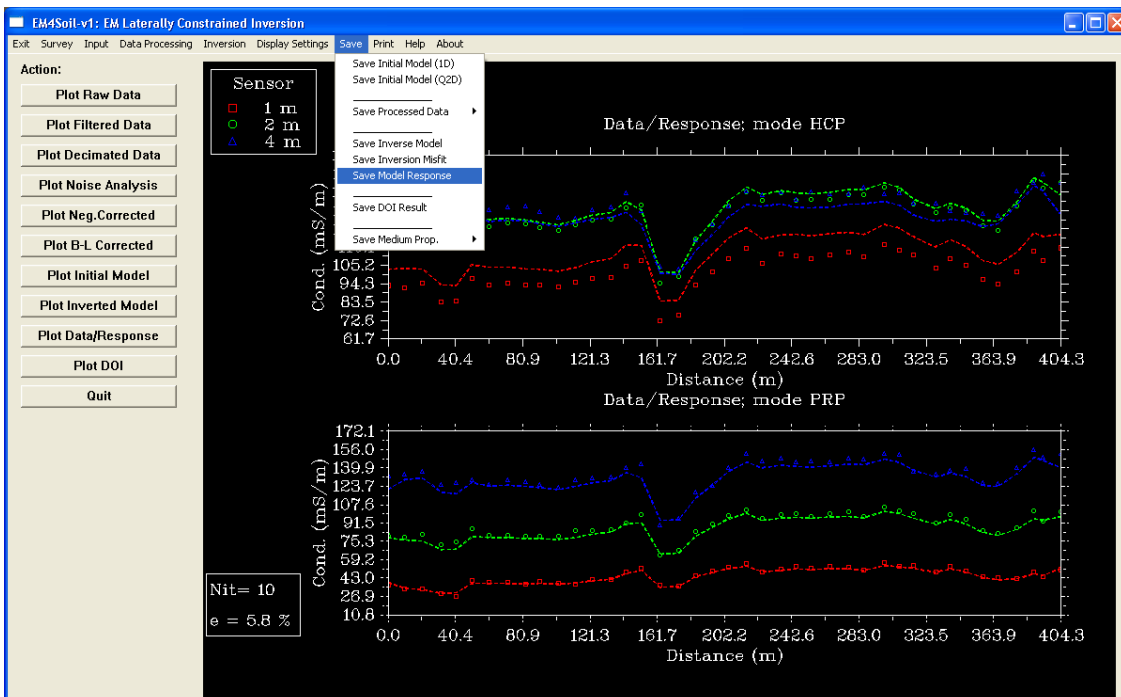 EM4Soil-v1: EM Laterally Constrained Inversion
Exit Survey Input Data Processing Inversion Display Settings Save Print Help About
Action:
Plot Raw Data
Plot Filtered Data
Plot Decimated Data
Plot Noise Analysis
Plot Neg.Corrected
Plot B-L Corrected
Plot Initial Model
Plot Inverted Model
Plot Data/Response
Plot DOI
Quit
Save Initial Model (1D)
Save Initial Model (Q2D)
Save Processed Data
Save Inverse Model
Save Inversion Misfit
Save Model Response
Save DOI Result
Save Medium Prop.
Sensor
1 m
2 m
4 m
Data/Response; mode HCP
Cond. (mS/m)
105.2
94.3
83.5
72.6
61.7
0.0 40.4 80.9 121.3 161.7 202.2 242.6 283.0 323.5 363.9 404.3
Distance (m)
Data/Response; mode PRP
Cond. (mS/m)
172.1
156.0
139.9
123.7
107.6
91.5
75.3
59.2
43.0
26.9
10.8
0.0 40.4 80.9 121.3 161.7 202.2 242.6 283.0 323.5 363.9 404.3
Distance (m)
Nit= 10
e = 5.8 %